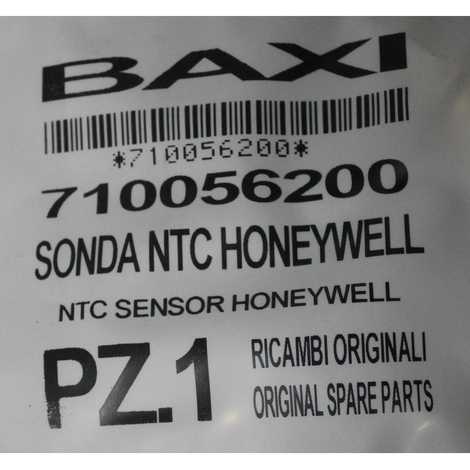 BAXI
*710056200*
710056200
SONDA NTC HONEYWELL
NTC SENSOR HONEYWELL
PZ.1
RICAMBI ORIGINALI
ORIGINAL SPARE PARTS